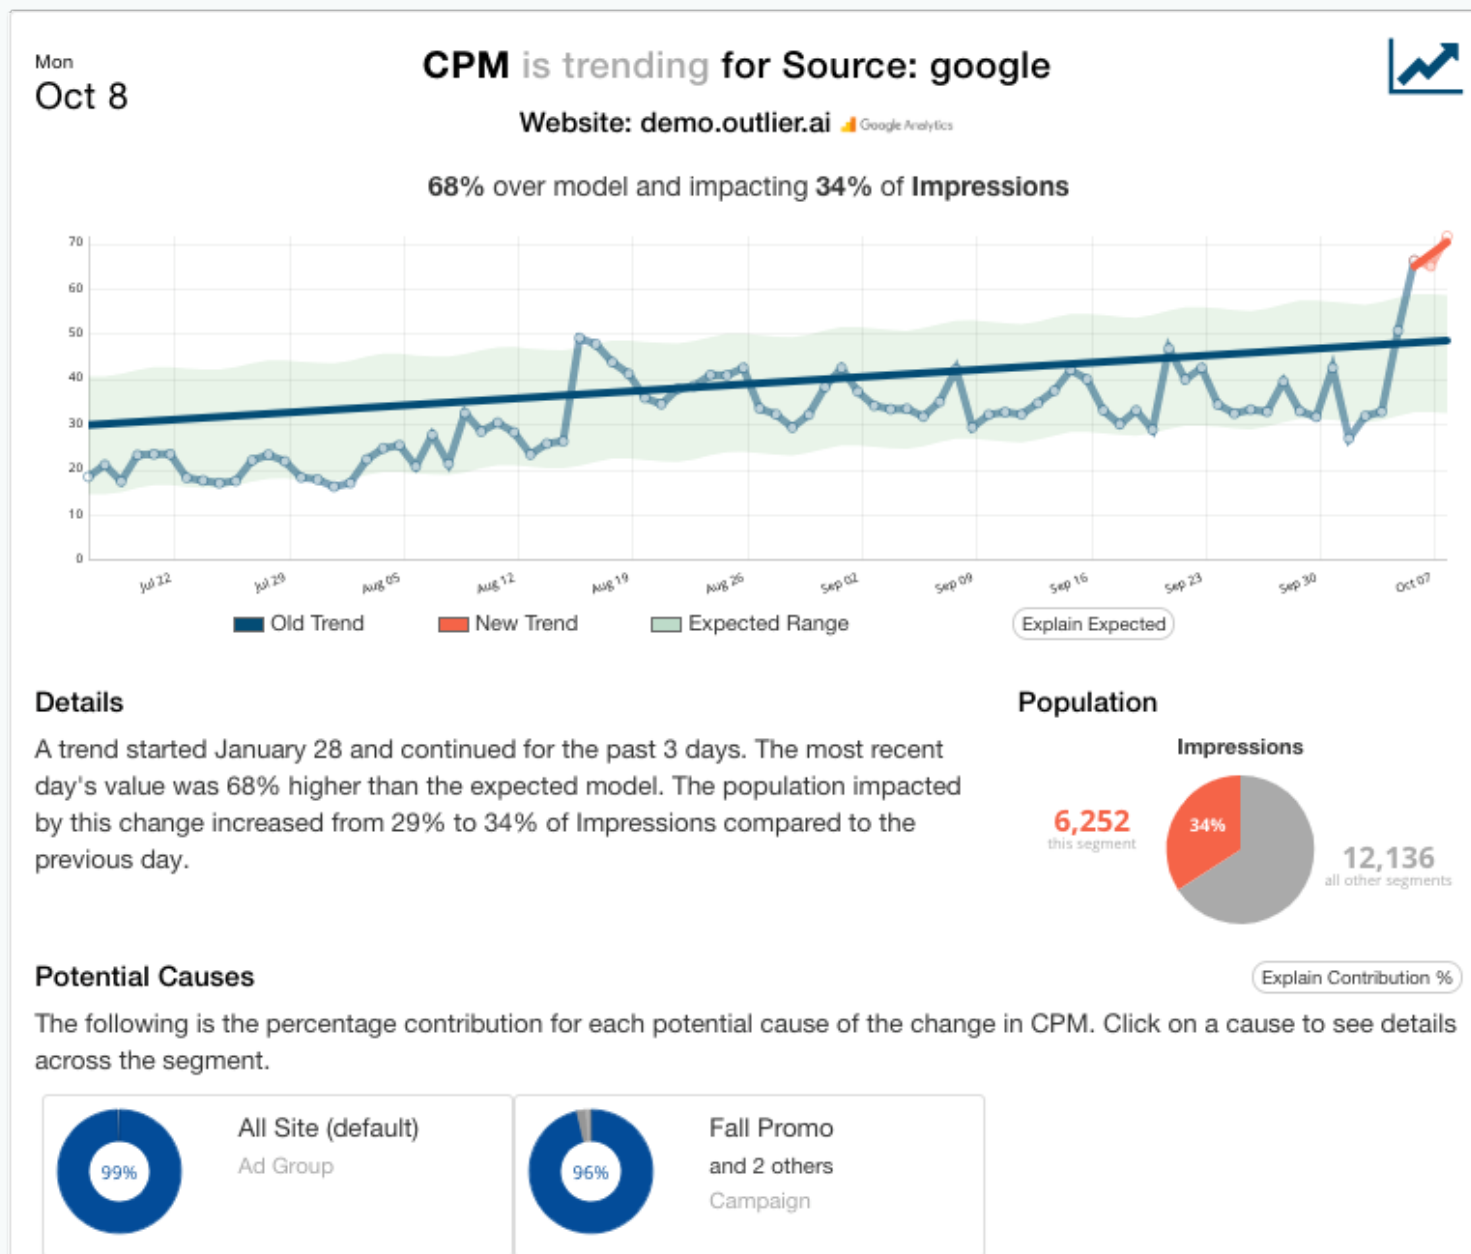 Mon
Oct 8
CPM is trending for Source: google
Website: demo.outlier.ai Google Analytics
68% over model and impacting 34% of Impressions
70
60
50
40
30
20
10
0
Jul 22
Jul 29
Aug 05
Aug 12
Aug 19
Aug 26
Sep 02
Sep 09
Sep 16
Sep 23
Sep 30
Oct 07
Old Trend
New Trend
Expected Range
Explain Expected
Details
A trend started January 28 and continued for the past 3 days. The most recent
day's value was 68% higher than the expected model. The population impacted
by this change increased from 29% to 34% of Impressions compared to the
previous day.
Population
Impressions
6,252
this segment
34%
12,136
all other segments
Potential Causes
Explain Contribution %
The following is the percentage contribution for each potential cause of the change in CPM. Click on a cause to see details
across the segment.
99%
All Site (default)
Ad Group
96%
Fall Promo
and 2 others
Campaign